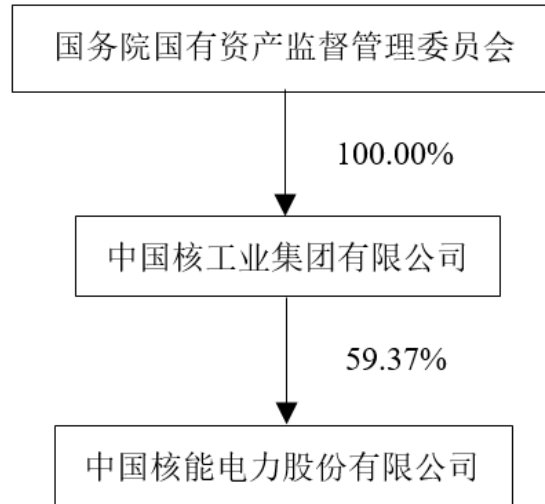 国务院国有资产监督管理委员会
100.00%
中国核工业集团有限公司
59.37%
中国核能电力股份有限公司